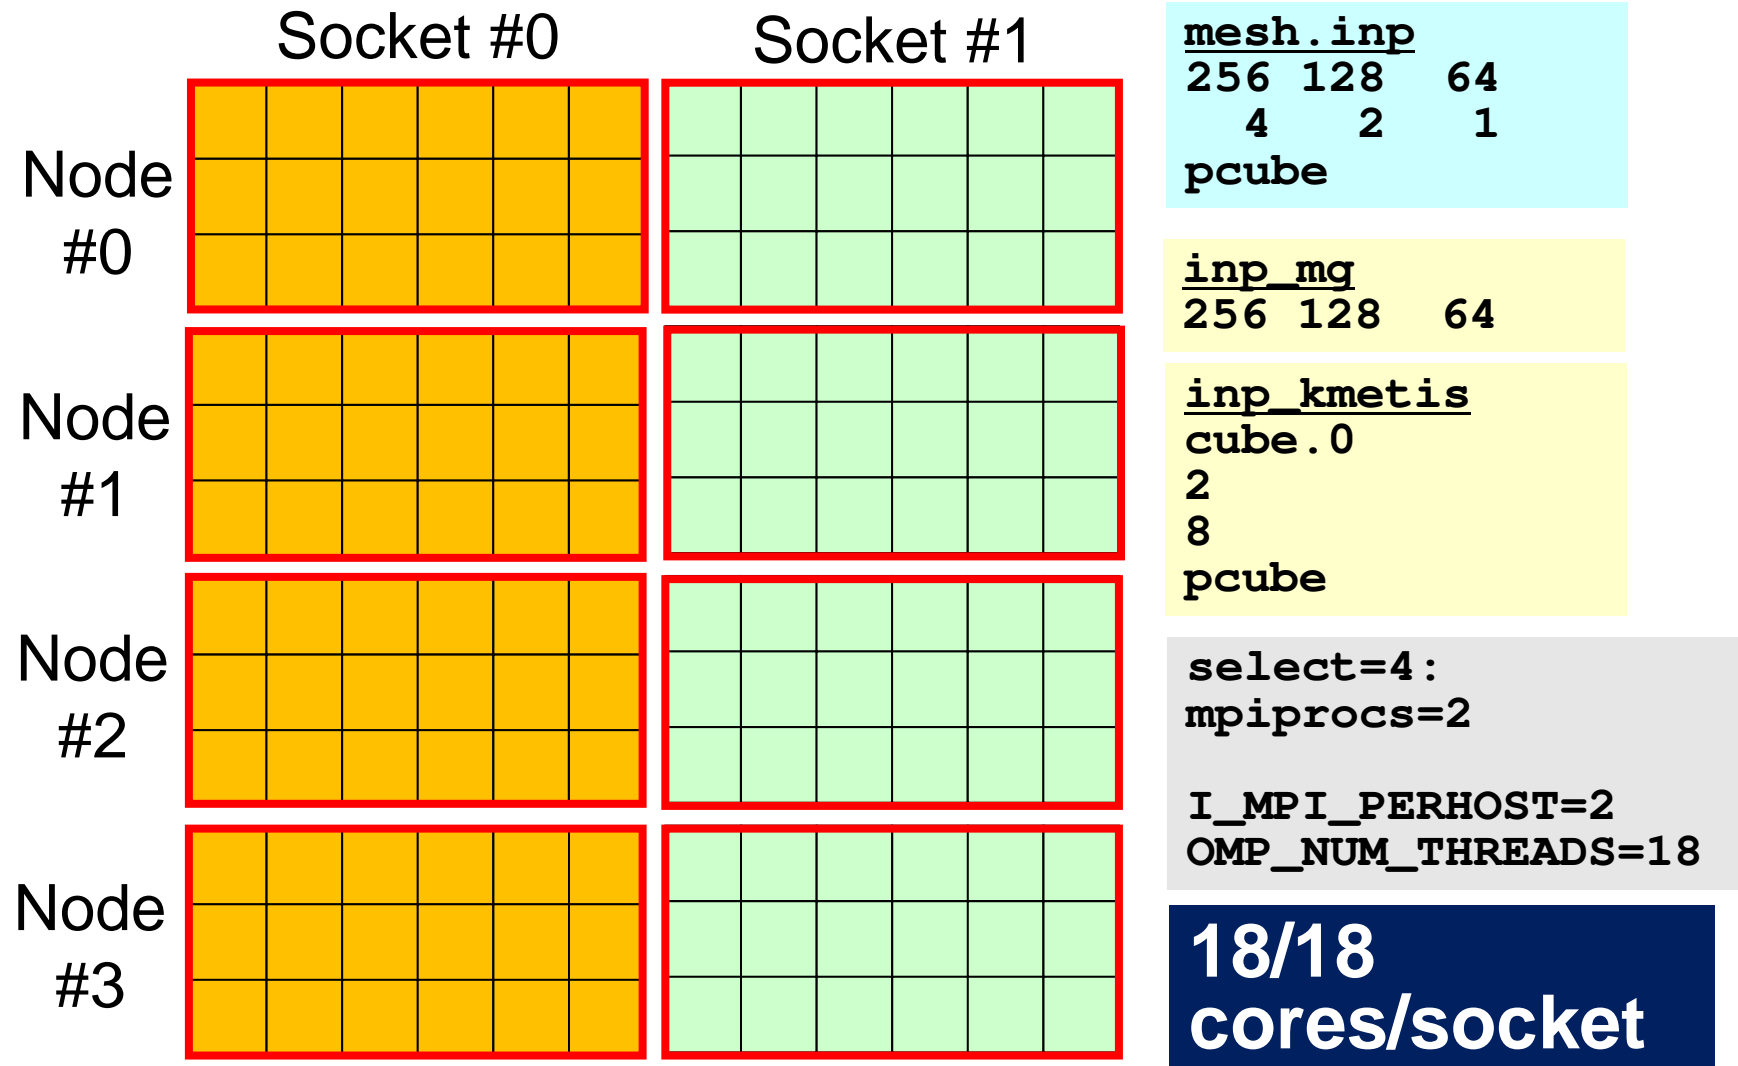 Socket #0
Socket #1
Node
#0
Node
#1
Node
#2
Node
#3
mesh.inp
256 128 64
4 2 1
pcube
inp_mg
256 128 64
inp_kmetis
cube.0
2
8
pcube
select=4:
mpiprocs=2
I_MPI_PERHOST=2
OMP_NUM_THREADS=18
18/18
cores/socket